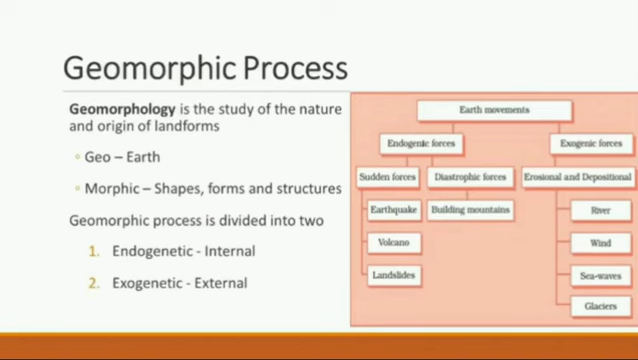 Geomorphic Process
Geomorphology is the study of the nature
and origin of landforms
Geo – Earth
Morphic – Shapes, forms and structures
Geomorphic process is divided into two
1. Endogenetic - Internal
2. Exogenetic - External
Earth movements
Endogenic forces
Exogenic forces
Sudden forces
Diastrophic forces
Erosional and Depositional
Earthquake
Building mountains
River
Volcano
Wind
Landslides
Sea-waves
Glaciers